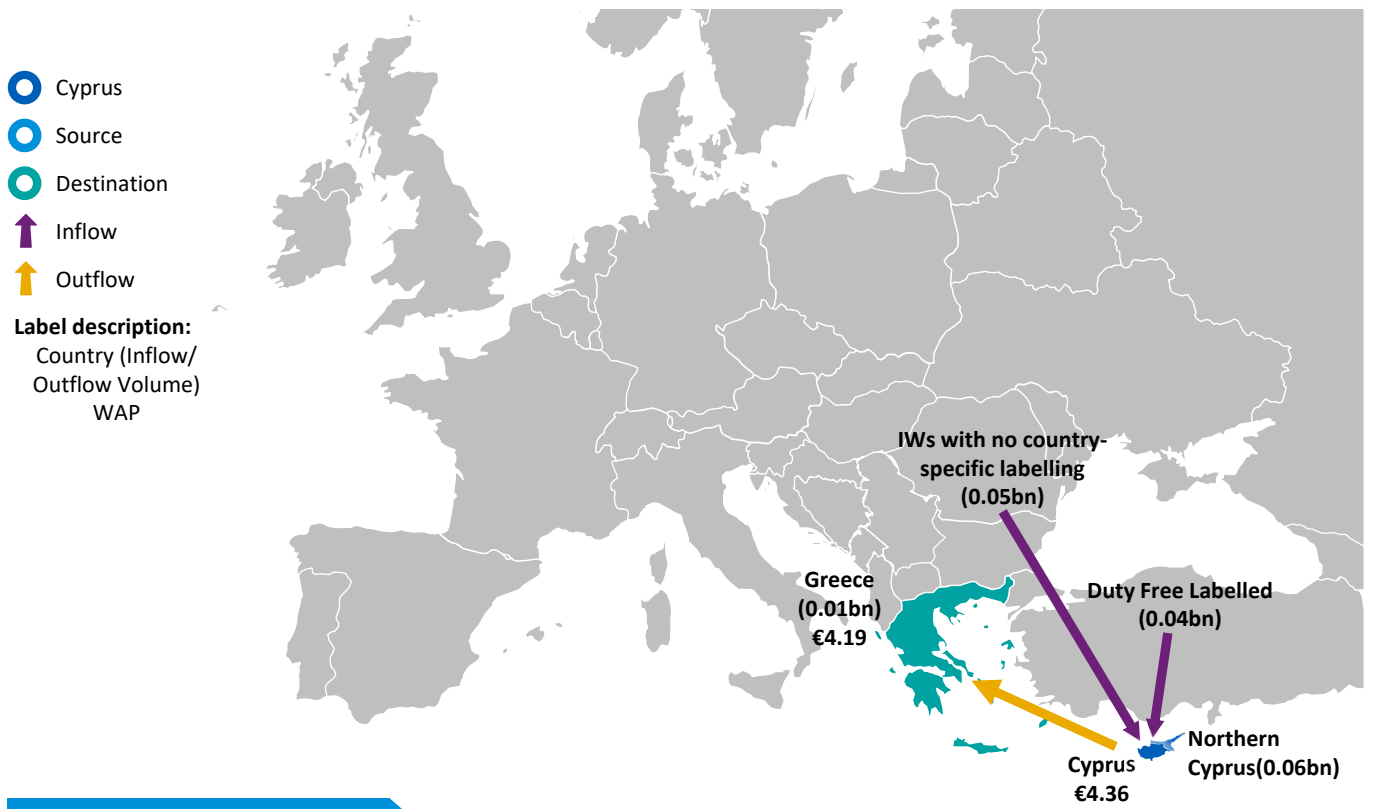 Cyprus
Source
Destination
Inflow
Outflow
Label description:
Country (Inflow/
Outflow Volume)
WAP
IWs with no country-
specific labelling
(0.05bn)
Greece
(0.01bn)
€4.19
Duty Free Labelled
(0.04bn)
Northern
Cyprus(0.06bn)
Cyprus
€4.36